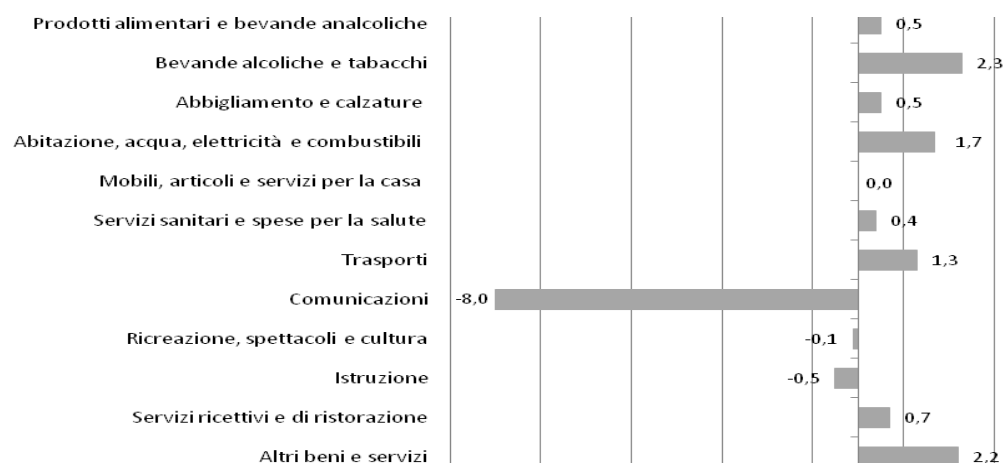 Prodotti alimentari e bevande analcoliche 0,5
Bevande alcoliche e tabacchi 2,3
Abbigliamento e calzature 0,5
Abitazione, acqua, elettricità e combustibili 1,7
Mobili, articoli e servizi per la casa 0,0
Servizi sanitari e spese per la salute 0,4
Trasporti 1,3
Comunicazioni -8,0
Ricreazione, spettacoli e cultura -0,1
Istruzione -0,5
Servizi ricettivi e di ristorazione 0,7
Altri beni e servizi 2,2